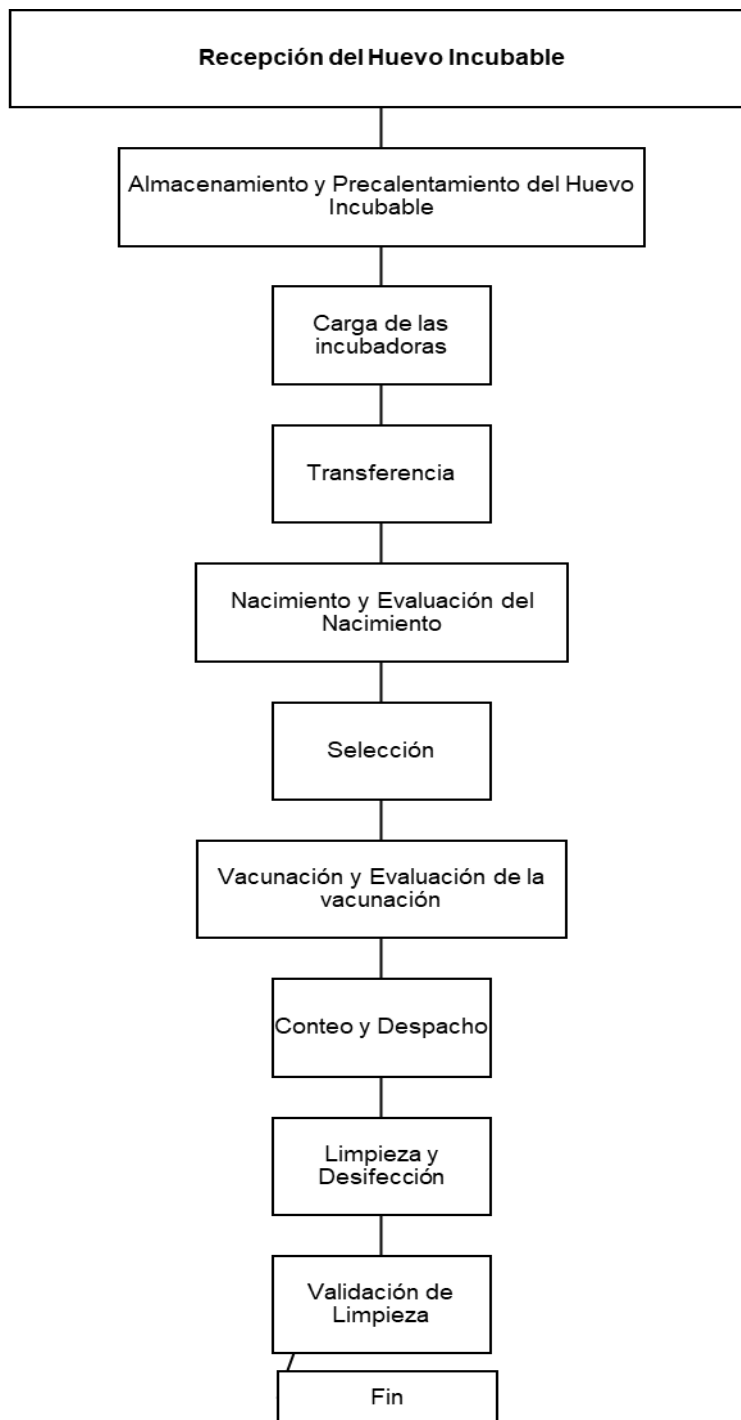 Recepción del Huevo Incubable
Almacenamiento y Precalentamiento del Huevo
Incubable
Carga de las
incubadoras
Transferencia
Nacimiento y Evaluación del
Nacimiento
Selección
Vacunación y Evaluación de la
vacunación
Conteo y Despacho
Limpieza y
Desifección
Validación de
Limpieza
Fin